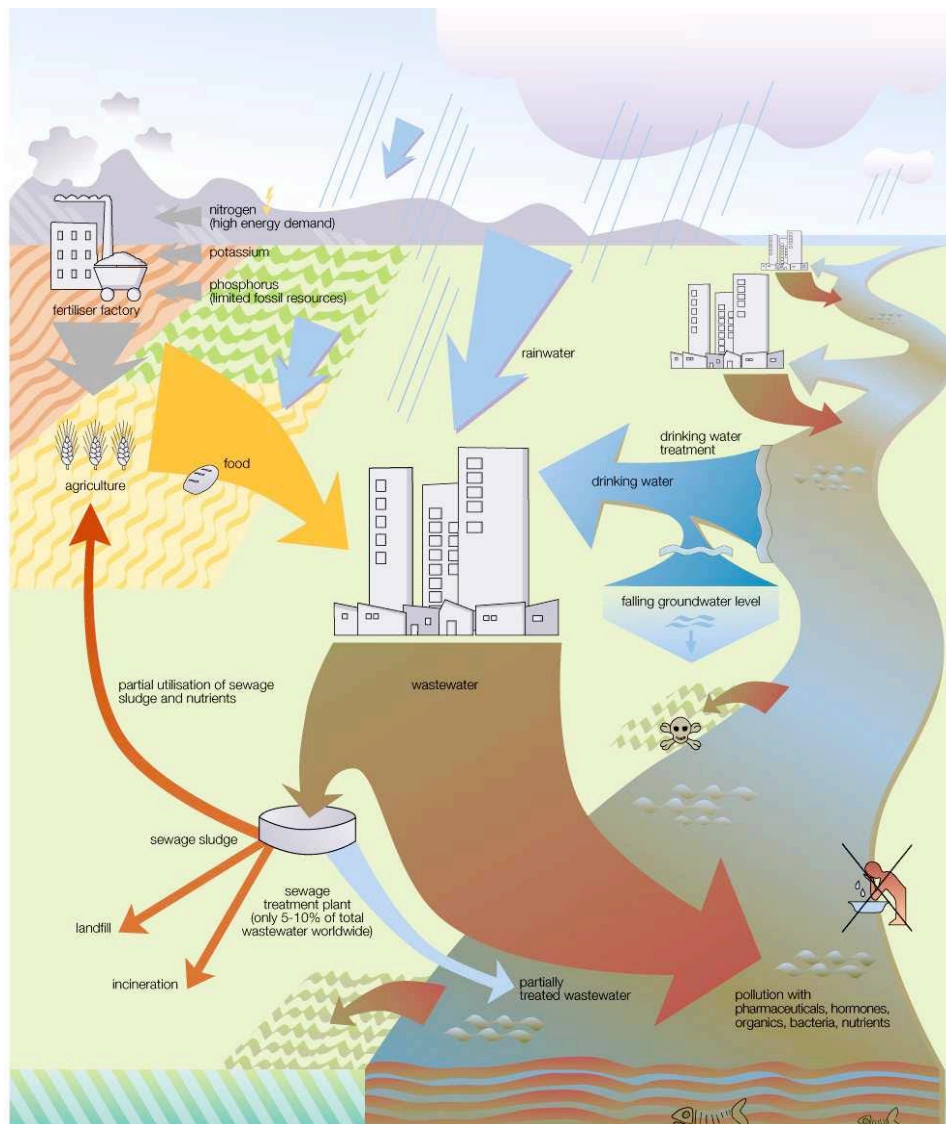 nitrogen
(high energy demand)
potassium
phosphorus
(limited fossil resources)
fertiliser factory
rainwater
drinking water
treatment
drinking water
food
agriculture
falling groundwater level
partial utilisation of sewage
sludge and nutrients
wastewater
sewage sludge
sewage
treatment plant
(only 5-10% of total
wastewater worldwide)
landfill
incineration
partially
treated wastewater
pollution with
pharmaceuticals, hormones,
organics, bacteria, nutrients